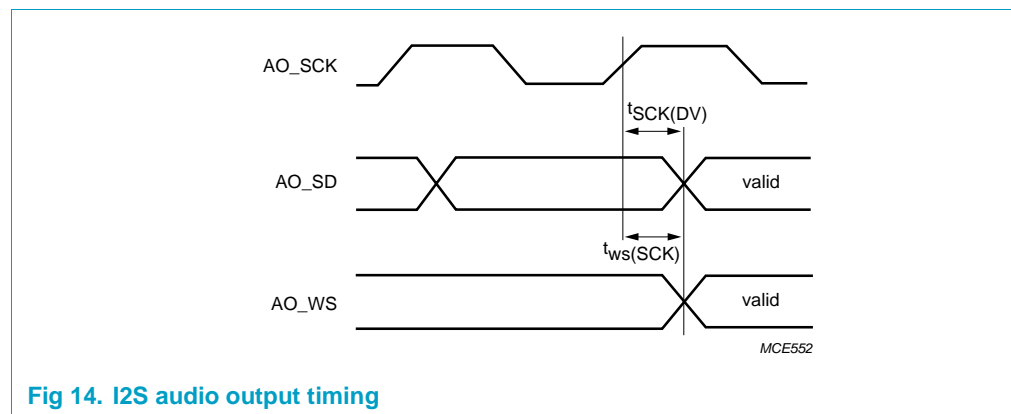 AO_SCK
tSCK(DV)
AO_SD
valid
tws(SCK)
AO_WS
valid
MCE552
Fig 14. I2S audio output timing